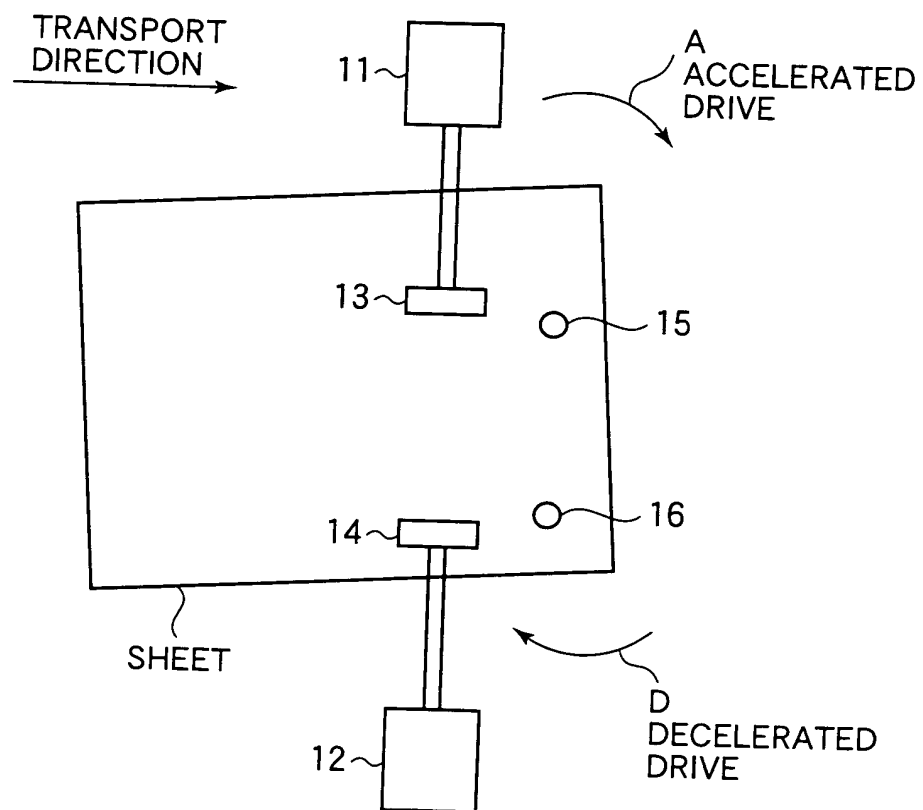 TRANSPORT
DIRECTION
11
A
ACCELERATED
DRIVE
13
15
14
16
SHEET
D
DECELERATED
DRIVE
12